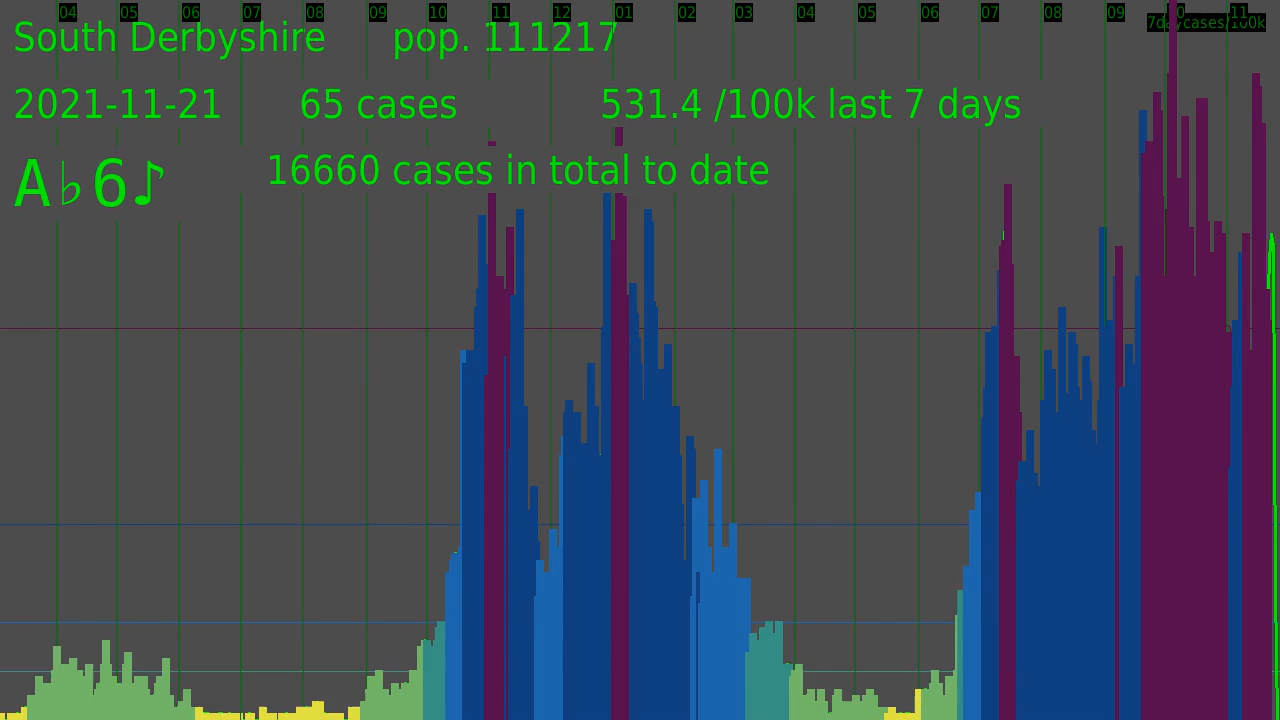 04 05 06 07 08 09 10 11 12 01 02 03 04 05 06 07 08 09 11
South Derbyshire pop. 111217
2021-11-21 65 cases 531.4 /100k last 7 days
A♭6♪ 16660 cases in total to date